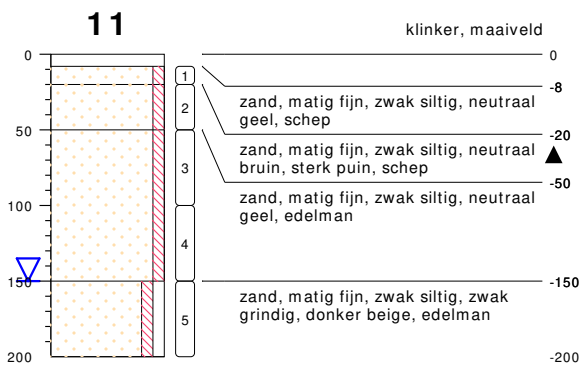 11
klinker, maaiveld
0
0
1
-8
zand, matig fijn, zwak siltig, neutraal
geel, schep
2
-20
zand, matig fijn, zwak siltig, neutraal
bruin, sterk puin, schep
50
-50
zand, matig fijn, zwak siltig, neutraal
geel, edelman
3
100
4
150
-150
zand, matig fijn, zwak siltig, zwak
grindig, donker beige, edelman
5
200
-200